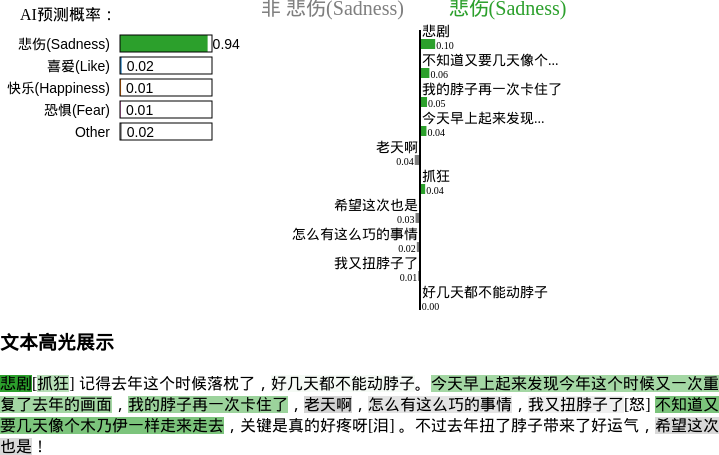 AI预测概率：
悲伤(Sadness) 0.94
喜爱(Like) 0.02
快乐(Happiness) 0.01
恐惧(Fear) 0.01
Other 0.02
非 悲伤(Sadness) 悲伤(Sadness)
悲剧
0.10
不知道又要几天像个...
0.06
我的脖子再一次卡住了
0.05
今天早上起来发现...
0.04
老天啊
0.04
抓狂
0.04
希望这次也是
0.03
怎么有这么巧的事情
0.02
我又扭脖子了
0.01
好几天都不能动脖子
0.00
文本高光展示
悲剧[抓狂] 记得去年这个时候落枕了，好几天都不能动脖子。今天早上起来发现今年这个时候又一次重
复了去年的画面，我的脖子再一次卡住了，老天啊，怎么有这么巧的事情，我又扭脖子了[怒] 不知道又
要几天像个木乃伊一样走来走去，关键是真的好疼呀[泪] 。不过去年扭了脖子带来了好运气，希望这次
也是！